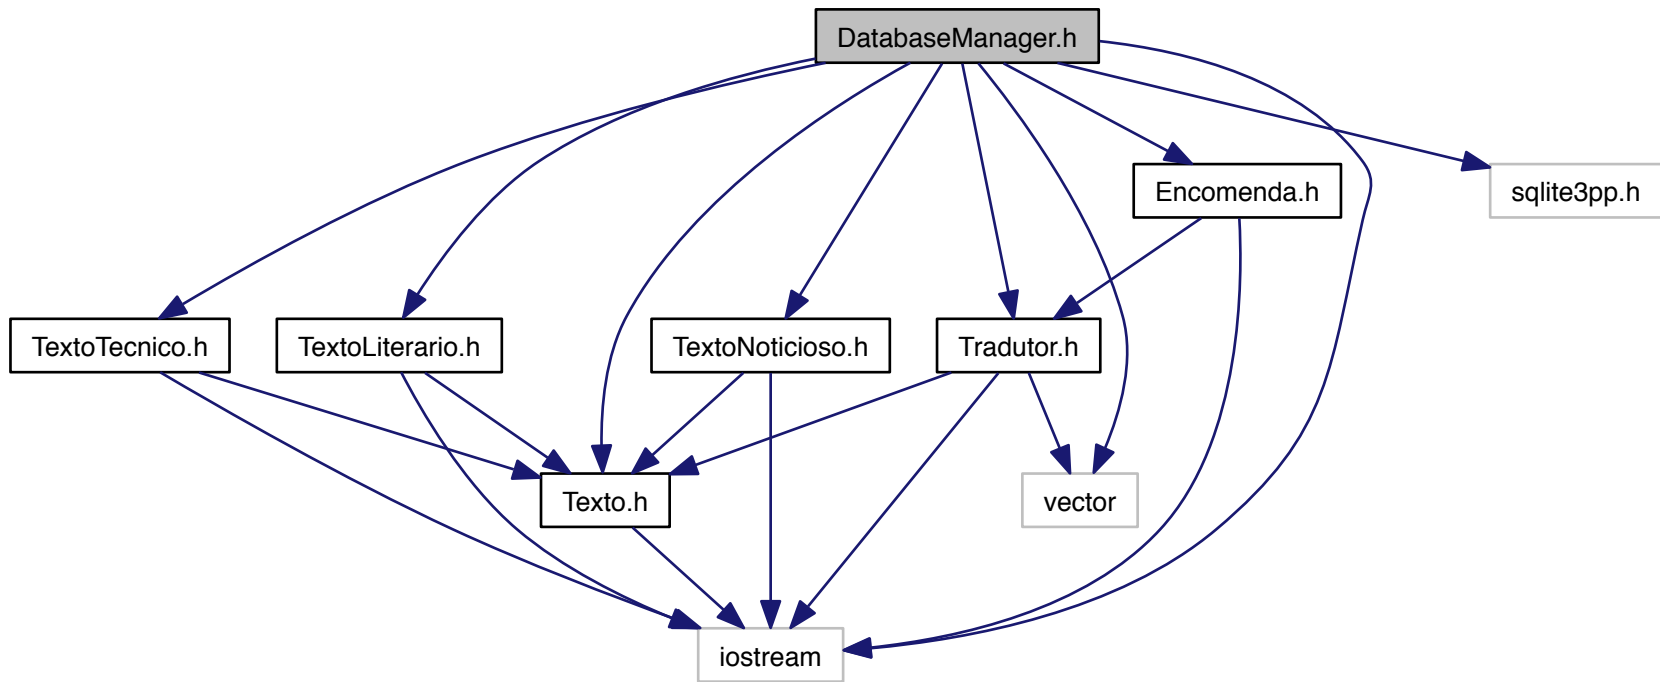 DatabaseManager.h
Encomenda.h
sqlite3pp.h
TextoTecnico.h
TextoLiterario.h
TextoNoticioso.h
Tradutor.h
Texto.h
vector
iostream